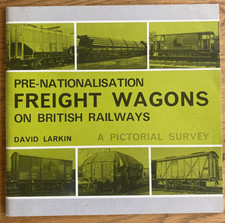 PRE-NATIONALISATION
FREIGHT WAGONS
ON BRITISH RAILWAYS
DAVID LARKIN A PICTORIAL SURVEY